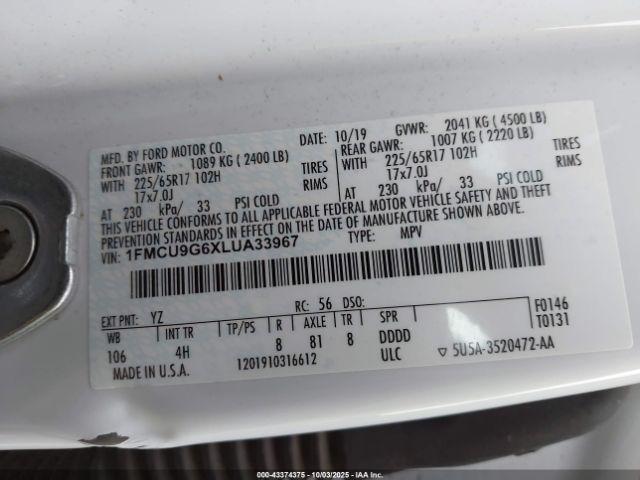 MFD. BY FORD MOTOR CO.
DATE: 10/19 GVWR: 2041 KG ( 4500 LB)
FRONT GAWR: 1089 KG ( 2400 LB)
REAR GAWR: 1007 KG ( 2220 LB)
WITH 225/65R17 102H TIRES
WITH 225/65R17 102H TIRES
17x7.0J RIMS
17x7.0J RIMS
AT 230 kPa/ 33 PSI COLD
AT 230 kPa/ 33 PSI COLD
THIS VEHICLE CONFORMS TO ALL APPLICABLE FEDERAL MOTOR VEHICLE SAFETY AND THEFT
PREVENTION STANDARDS IN EFFECT ON THE DATE OF MANUFACTURE SHOWN ABOVE.
VIN: 1FMCU9G6XLUA33967 TYPE: MPV
EXT PNT: YZ RC: 56 DSO: F0146
WB INT TR TP/PS R AXLE TR SPR T0131
106 4H 8 81 8 DDDD
MADE IN U.S.A. 1201910316612 ULC ▽ 5U5A-3520472-AA
000-43374375 | 10/03/2025 | IAA Inc.